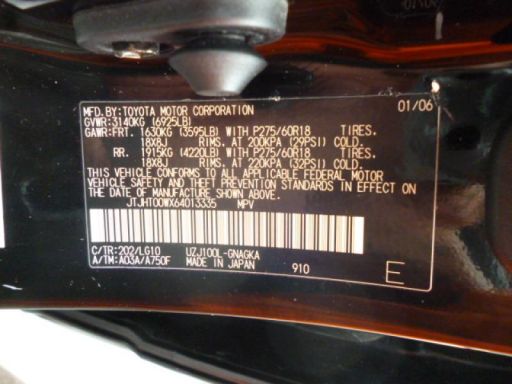 MFD. BY: TOYOTA MOTOR CORPORATION 01/06
GVWR: 3140KG (6925LB)
GAWR: FRT. 1630KG (3595LB) WITH P275/60R18 TIRES.
18X8J RIMS. AT 200KPA (29PSI) COLD.
RR. 1915KG (4220LB) WITH P275/60R18 TIRES.
18X8J RIMS. AT 220KPA (32PSI) COLD.
THIS VEHICLE CONFORMS TO ALL APPLICABLE FEDERAL MOTOR
VEHICLE SAFETY AND THEFT PREVENTION STANDARDS IN EFFECT ON
THE DATE OF MANUFACTURE SHOWN ABOVE.
JTJHT00WX64013335 MPV
C/TR: 202/LG10 UZJ100L-GNAGKA
A/TM: A03A/A750F MADE IN JAPAN 910 E